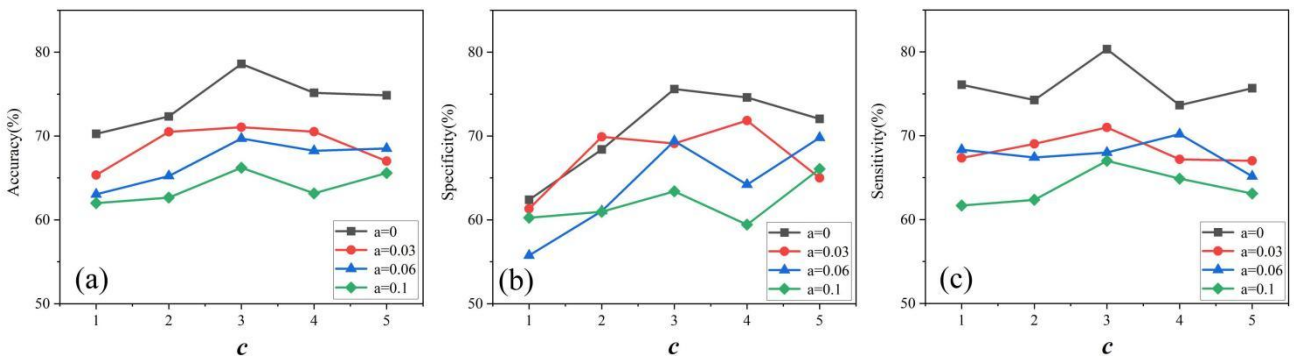 Accuracy(%)
80
70
60
50
1 2 3 4 5
c
(a)
a=0
a=0.03
a=0.06
a=0.1
Specificity(%)
80
70
60
50
1 2 3 4 5
c
(b)
a=0
a=0.03
a=0.06
a=0.1
Sensitivity(%)
80
70
60
50
1 2 3 4 5
c
(c)
a=0
a=0.03
a=0.06
a=0.1